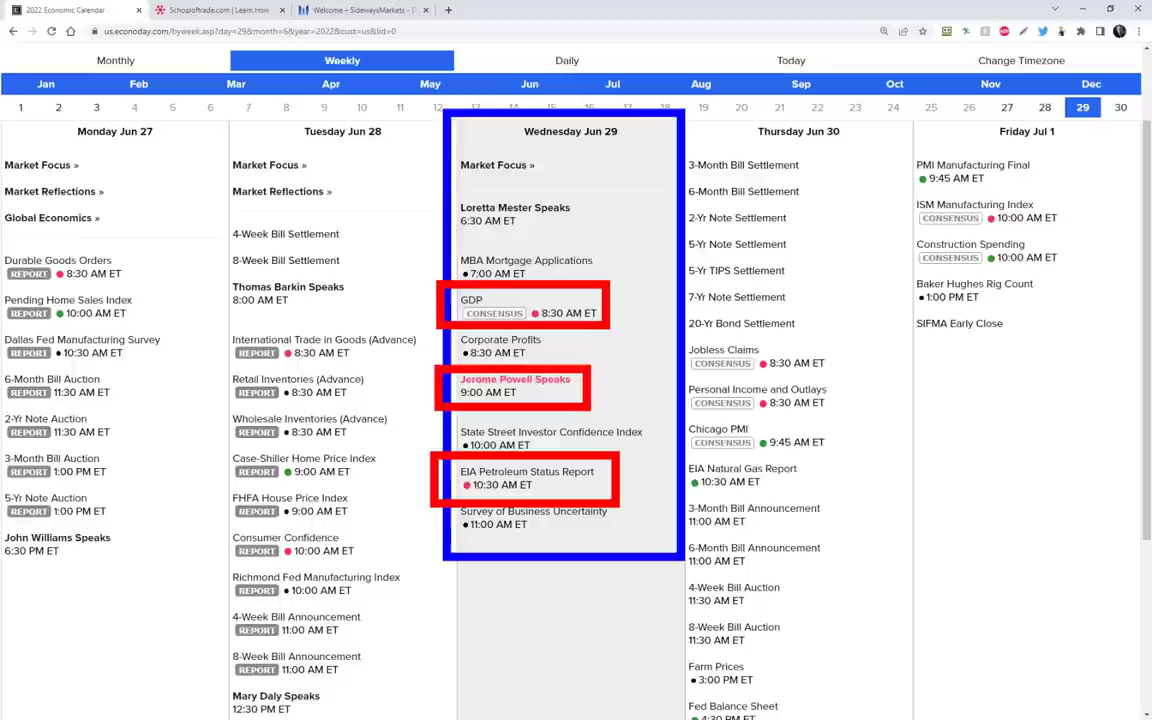 2022 Economic Calendar
Schooloftrade.com | Learn How
Welcome - SidewaysMarkets - D
us.econoday.com/byweek.asp?day=29&month=6&year=2022&cust=us&lid=0
Monthly Weekly Daily Today Change Timezone
Jan Feb Mar Apr May Jun Jul Aug Sep Oct Nov Dec
1 2 3 4 5 6 7 8 9 10 11 12 13 14 15 16 17 18 19 20 21 22 23 24 25 26 27 28 29 30
Monday Jun 27
Market Focus »
Market Reflections »
Global Economics »
Durable Goods Orders
REPORT 8:30 AM ET
Pending Home Sales Index
REPORT 10:00 AM ET
Dallas Fed Manufacturing Survey
REPORT 10:30 AM ET
6-Month Bill Auction
REPORT 11:30 AM ET
2-Yr Note Auction
REPORT 11:30 AM ET
3-Month Bill Auction
REPORT 1:00 PM ET
5-Yr Note Auction
REPORT 1:00 PM ET
John Williams Speaks
6:30 PM ET
Tuesday Jun 28
Market Focus »
Market Reflections »
4-Week Bill Settlement
8-Week Bill Settlement
Thomas Barkin Speaks
8:00 AM ET
International Trade in Goods (Advance)
REPORT 8:30 AM ET
Retail Inventories (Advance)
REPORT 8:30 AM ET
Wholesale Inventories (Advance)
REPORT 8:30 AM ET
Case-Shiller Home Price Index
REPORT 9:00 AM ET
FHFA House Price Index
REPORT 9:00 AM ET
Consumer Confidence
REPORT 10:00 AM ET
Richmond Fed Manufacturing Index
REPORT 10:00 AM ET
4-Week Bill Announcement
REPORT 11:00 AM ET
8-Week Bill Announcement
REPORT 11:00 AM ET
Mary Daly Speaks
12:30 PM ET
Wednesday Jun 29
Market Focus »
Loretta Mester Speaks
6:30 AM ET
MBA Mortgage Applications
7:00 AM ET
GDP
CONSENSUS 8:30 AM ET
Corporate Profits
8:30 AM ET
Jerome Powell Speaks
9:00 AM ET
State Street Investor Confidence Index
10:00 AM ET
EIA Petroleum Status Report
10:30 AM ET
Survey of Business Uncertainty
11:00 AM ET
Thursday Jun 30
3-Month Bill Settlement
6-Month Bill Settlement
2-Yr Note Settlement
5-Yr Note Settlement
5-Yr TIPS Settlement
7-Yr Note Settlement
20-Yr Bond Settlement
Jobless Claims
CONSENSUS 8:30 AM ET
Personal Income and Outlays
CONSENSUS 8:30 AM ET
Chicago PMI
CONSENSUS 9:45 AM ET
EIA Natural Gas Report
10:30 AM ET
3-Month Bill Announcement
11:00 AM ET
6-Month Bill Announcement
11:00 AM ET
4-Week Bill Auction
11:30 AM ET
8-Week Bill Auction
11:30 AM ET
Farm Prices
3:00 PM ET
Fed Balance Sheet
4:30 PM ET
Friday Jul 1
PMI Manufacturing Final
9:45 AM ET
ISM Manufacturing Index
CONSENSUS 10:00 AM ET
Construction Spending
CONSENSUS 10:00 AM ET
Baker Hughes Rig Count
1:00 PM ET
SIFMA Early Close